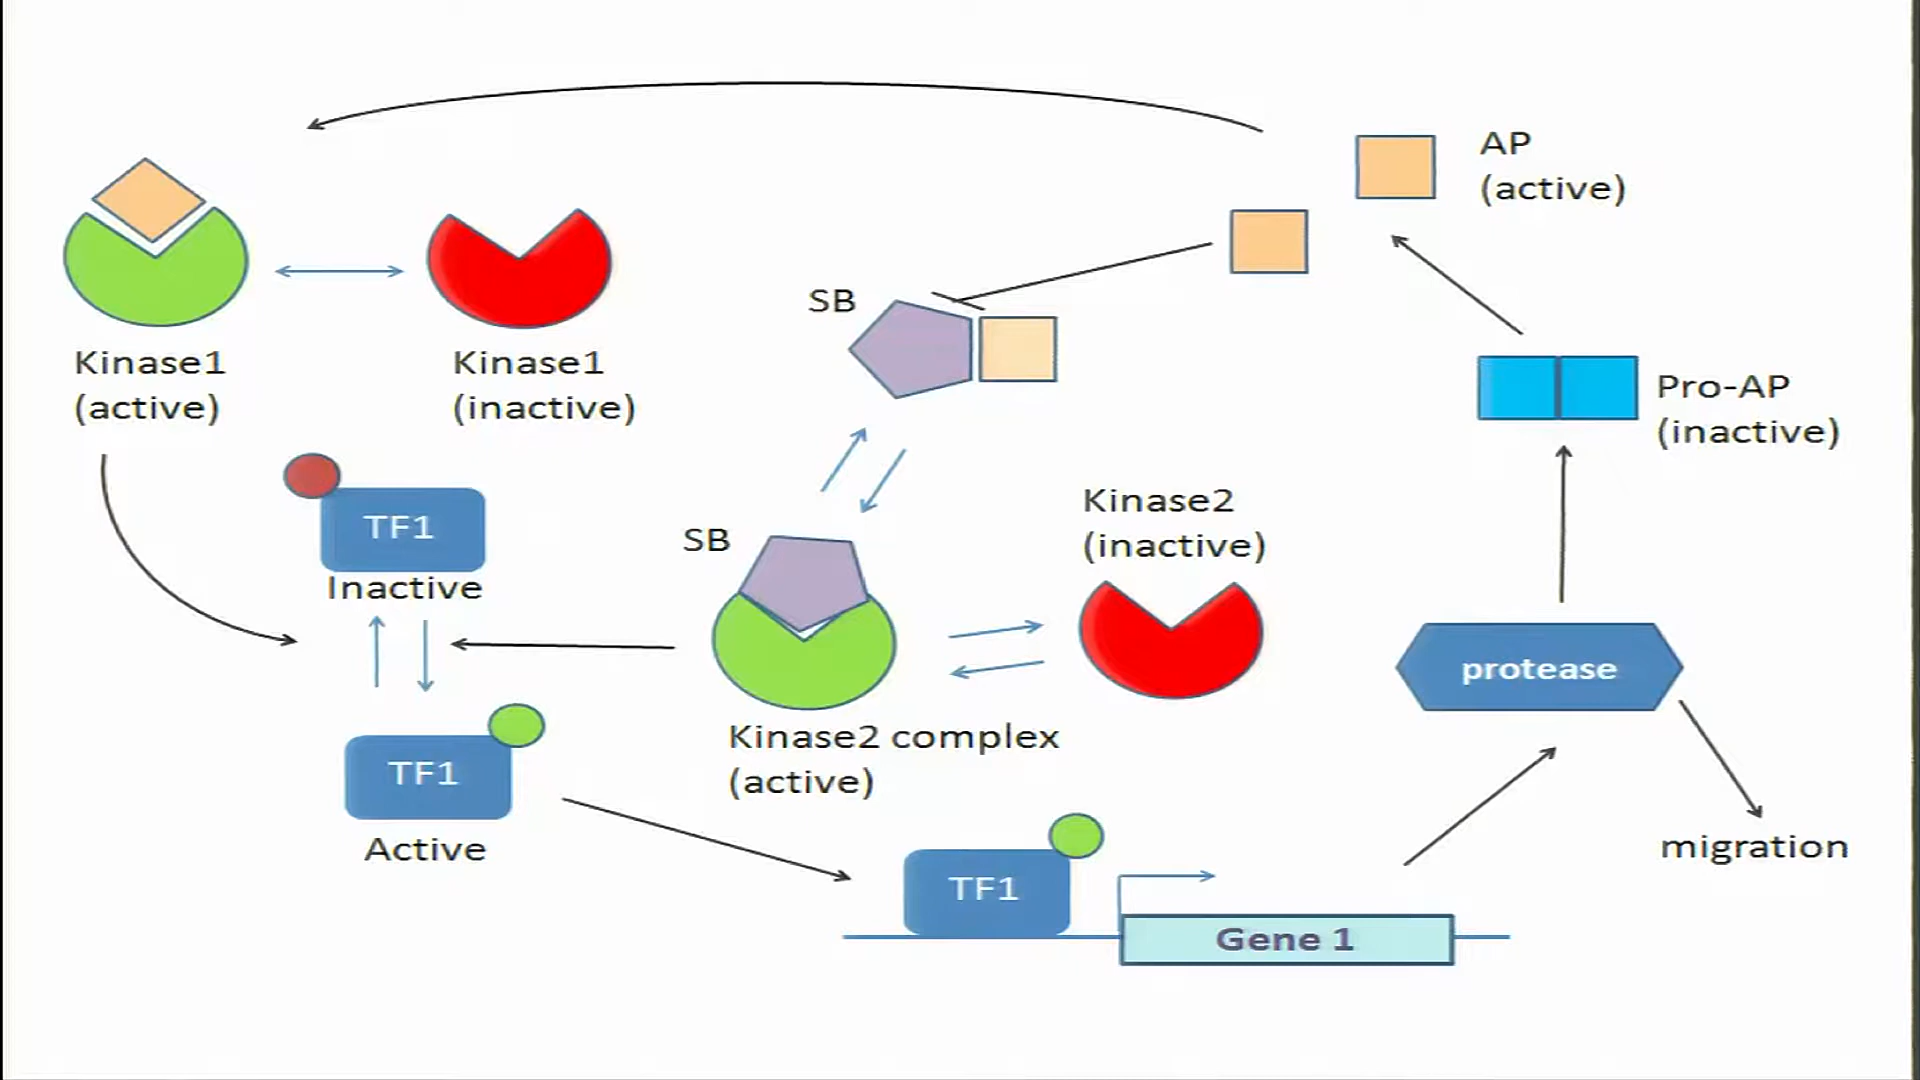 AP
(active)
SB
Kinase1
(active)
Kinase1
(inactive)
Pro-AP
(inactive)
TF1
Inactive
SB
Kinase2
(inactive)
protease
Kinase2 complex
(active)
TF1
Active
migration
TF1
Gene 1